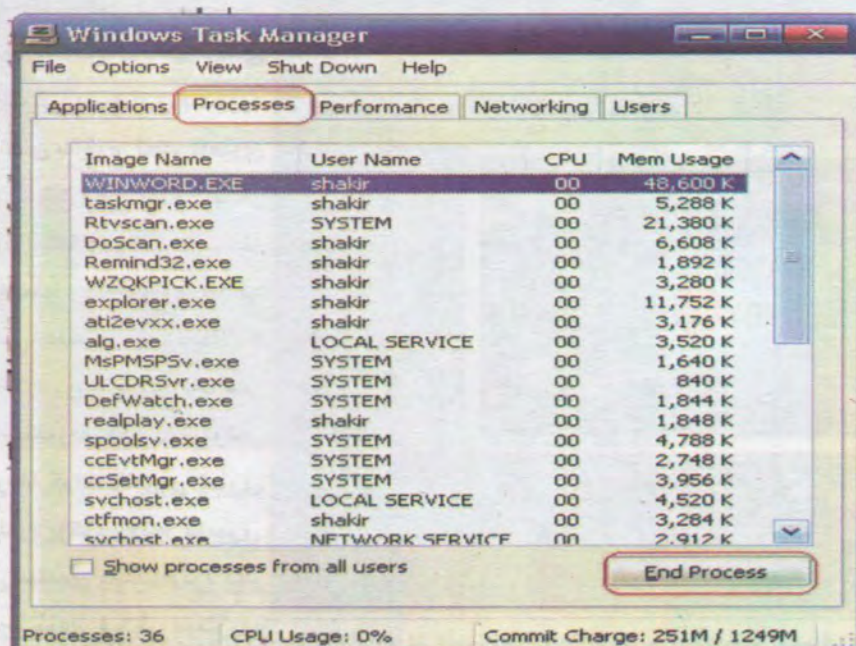 Windows Task Manager
File Options View Shut Down Help
Applications Processes Performance Networking Users
Image Name User Name CPU Mem Usage
WINWORD.EXE shakir 00 48,600 K
taskmgr.exe shakir 00 5,288 K
Rtvscan.exe SYSTEM 00 21,380 K
DoScan.exe shakir 00 6,608 K
Remind32.exe shakir 00 1,892 K
WZQKPICK.EXE shakir 00 3,280 K
explorer.exe shakir 00 11,752 K
ati2evxx.exe shakir 00 3,176 K
alg.exe LOCAL SERVICE 00 3,520 K
MsPMSPSv.exe SYSTEM 00 1,640 K
ULCDRSvr.exe SYSTEM 00 840 K
DefWatch.exe SYSTEM 00 1,844 K
realplay.exe shakir 00 1,848 K
spoolsv.exe SYSTEM 00 4,788 K
ccEvtMgr.exe SYSTEM 00 2,748 K
ccSetMgr.exe SYSTEM 00 3,956 K
svchost.exe LOCAL SERVICE 00 4,520 K
ctfmon.exe shakir 00 3,284 K
svchost.exe NETWORK SERVICE 00 2,912 K
Show processes from all users End Process
Processes: 36 CPU Usage: 0% Commit Charge: 251M / 1249M